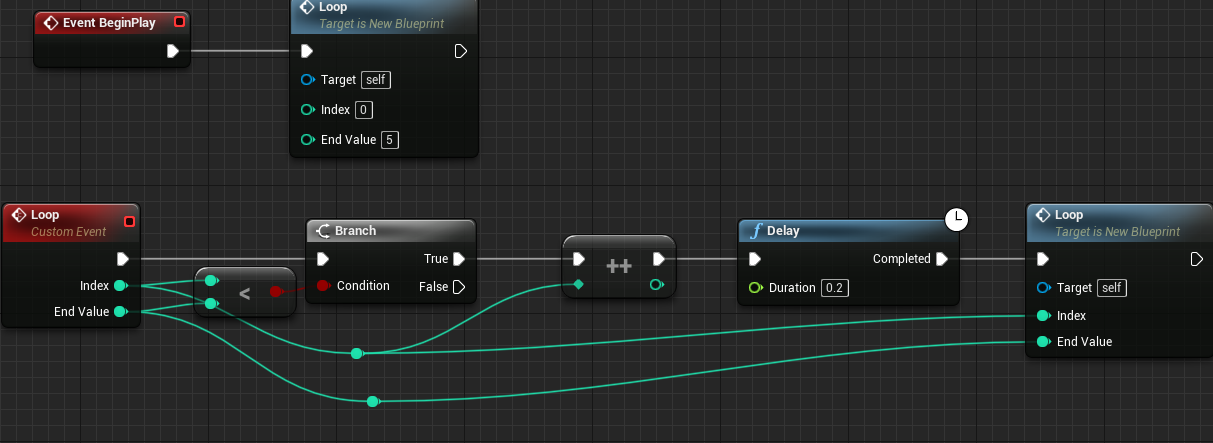 Event BeginPlay
Loop
Target is New Blueprint
Target self
Index 0
End Value 5
Loop
Custom Event
Index
End Value
<
Branch
True
Condition
False
++
Delay
Completed
Duration 0.2
Loop
Target is New Blueprint
Target self
Index
End Value